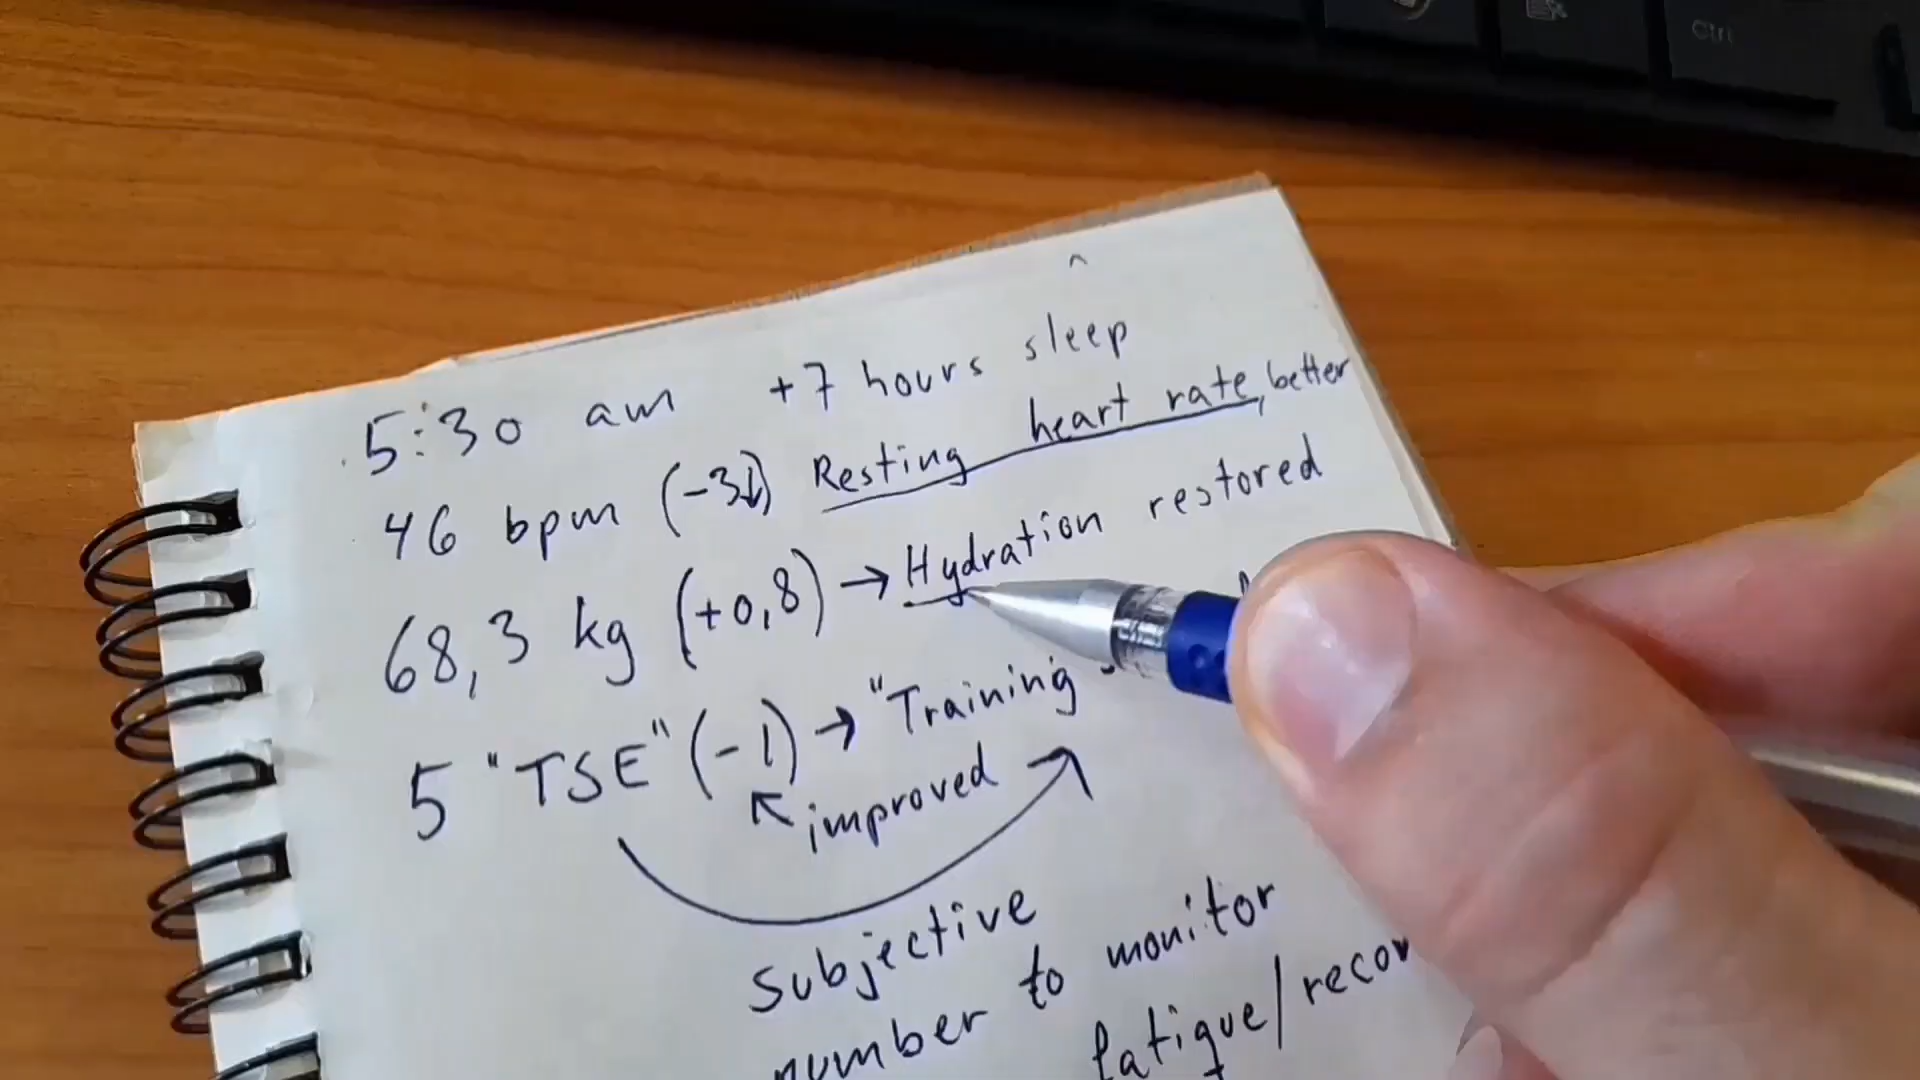 5:30 am +7 hours sleep
46 bpm (-3↓) Resting heart rate, better
68,3 kg (+0,8) → Hydration restored
5 "TSE" (-1) → "Training
improved
subjective
number to monitor
fatigue/
Ctrl